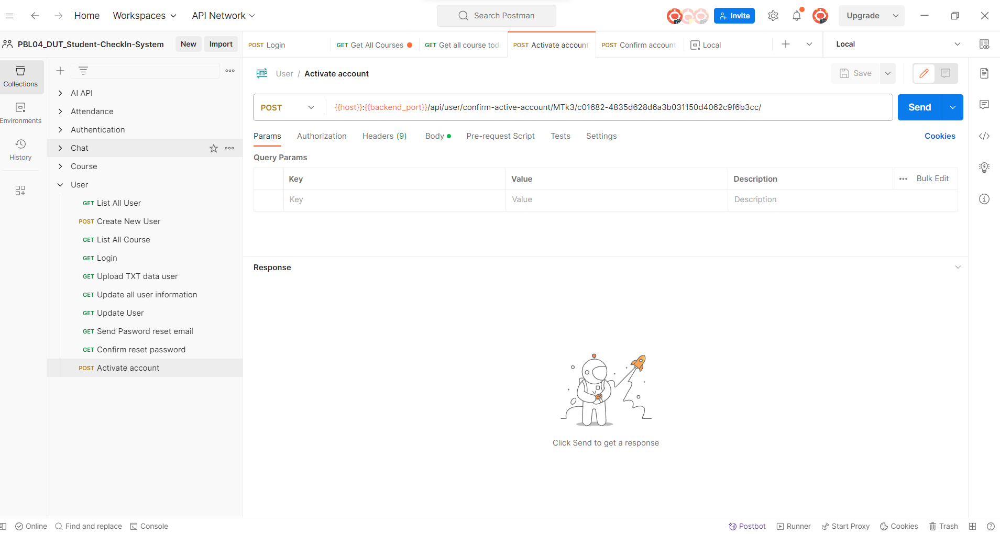 Home Workspaces API Network Search Postman Invite Upgrade
PBL04_DUT_Student-CheckIn-System New Import POST Login GET Get All Courses GET Get all course toda POST Activate account POST Confirm account Local Local
Collections
Environments
History
AI API
Attendance
Authentication
Chat
Course
User
GET List All User
POST Create New User
GET List All Course
GET Login
GET Upload TXT data user
GET Update all user information
GET Update User
GET Send Pasword reset email
GET Confirm reset password
POST Activate account
HTTP User / Activate account Save
POST {{host}}:{{backend_port}}/api/user/confirm-active-account/MTk3/c01682-4835d628d6a3b031150d4062c9f6b3cc/ Send
Params Authorization Headers (9) Body Pre-request Script Tests Settings Cookies
Query Params
Key Value Description Bulk Edit
Key Value Description
Response
Click Send to get a response
Online Find and replace Console Postbot Runner Start Proxy Cookies Trash